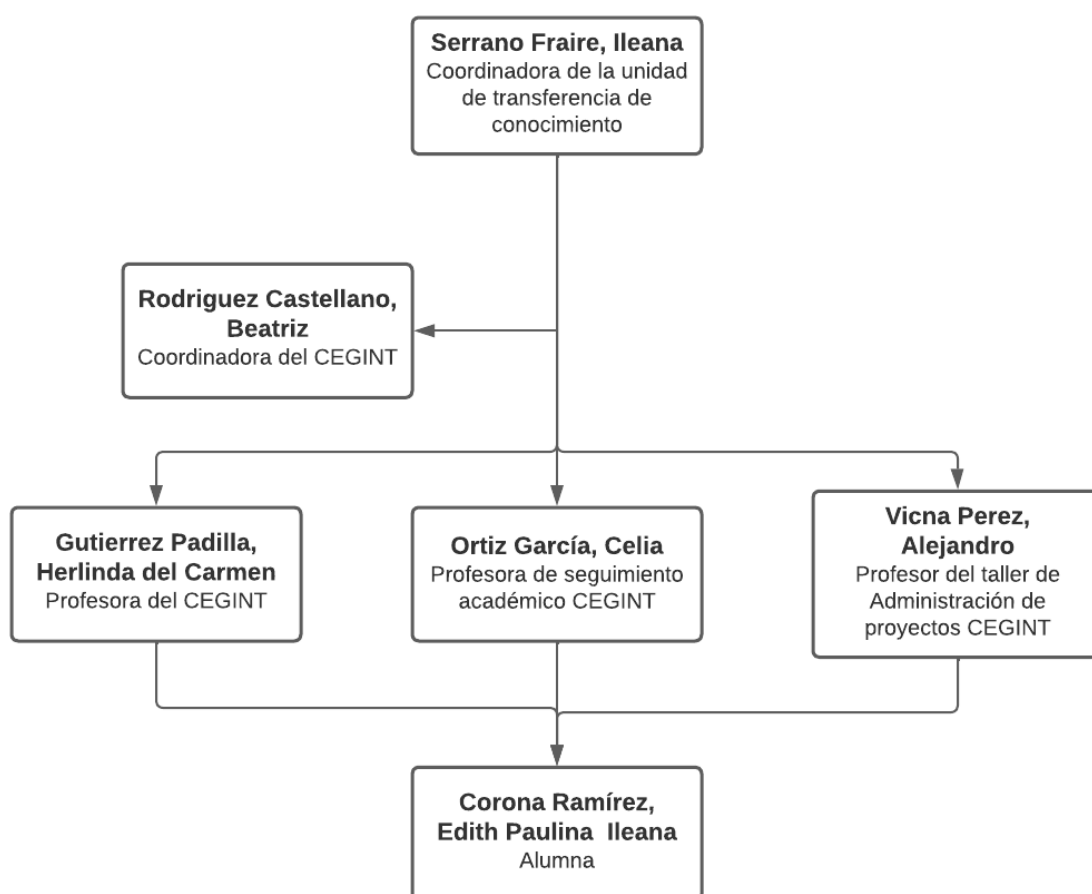 Serrano Fraire, Ileana
Coordinadora de la unidad
de transferencia de
conocimiento
Rodriguez Castellano,
Beatriz
Coordinadora del CEGINT
Gutierrez Padilla,
Herlinda del Carmen
Profesora del CEGINT
Ortiz García, Celia
Profesora de seguimiento
académico CEGINT
Vicna Perez,
Alejandro
Profesor del taller de
Administración de
proyectos CEGINT
Corona Ramírez,
Edith Paulina  Ileana
Alumna